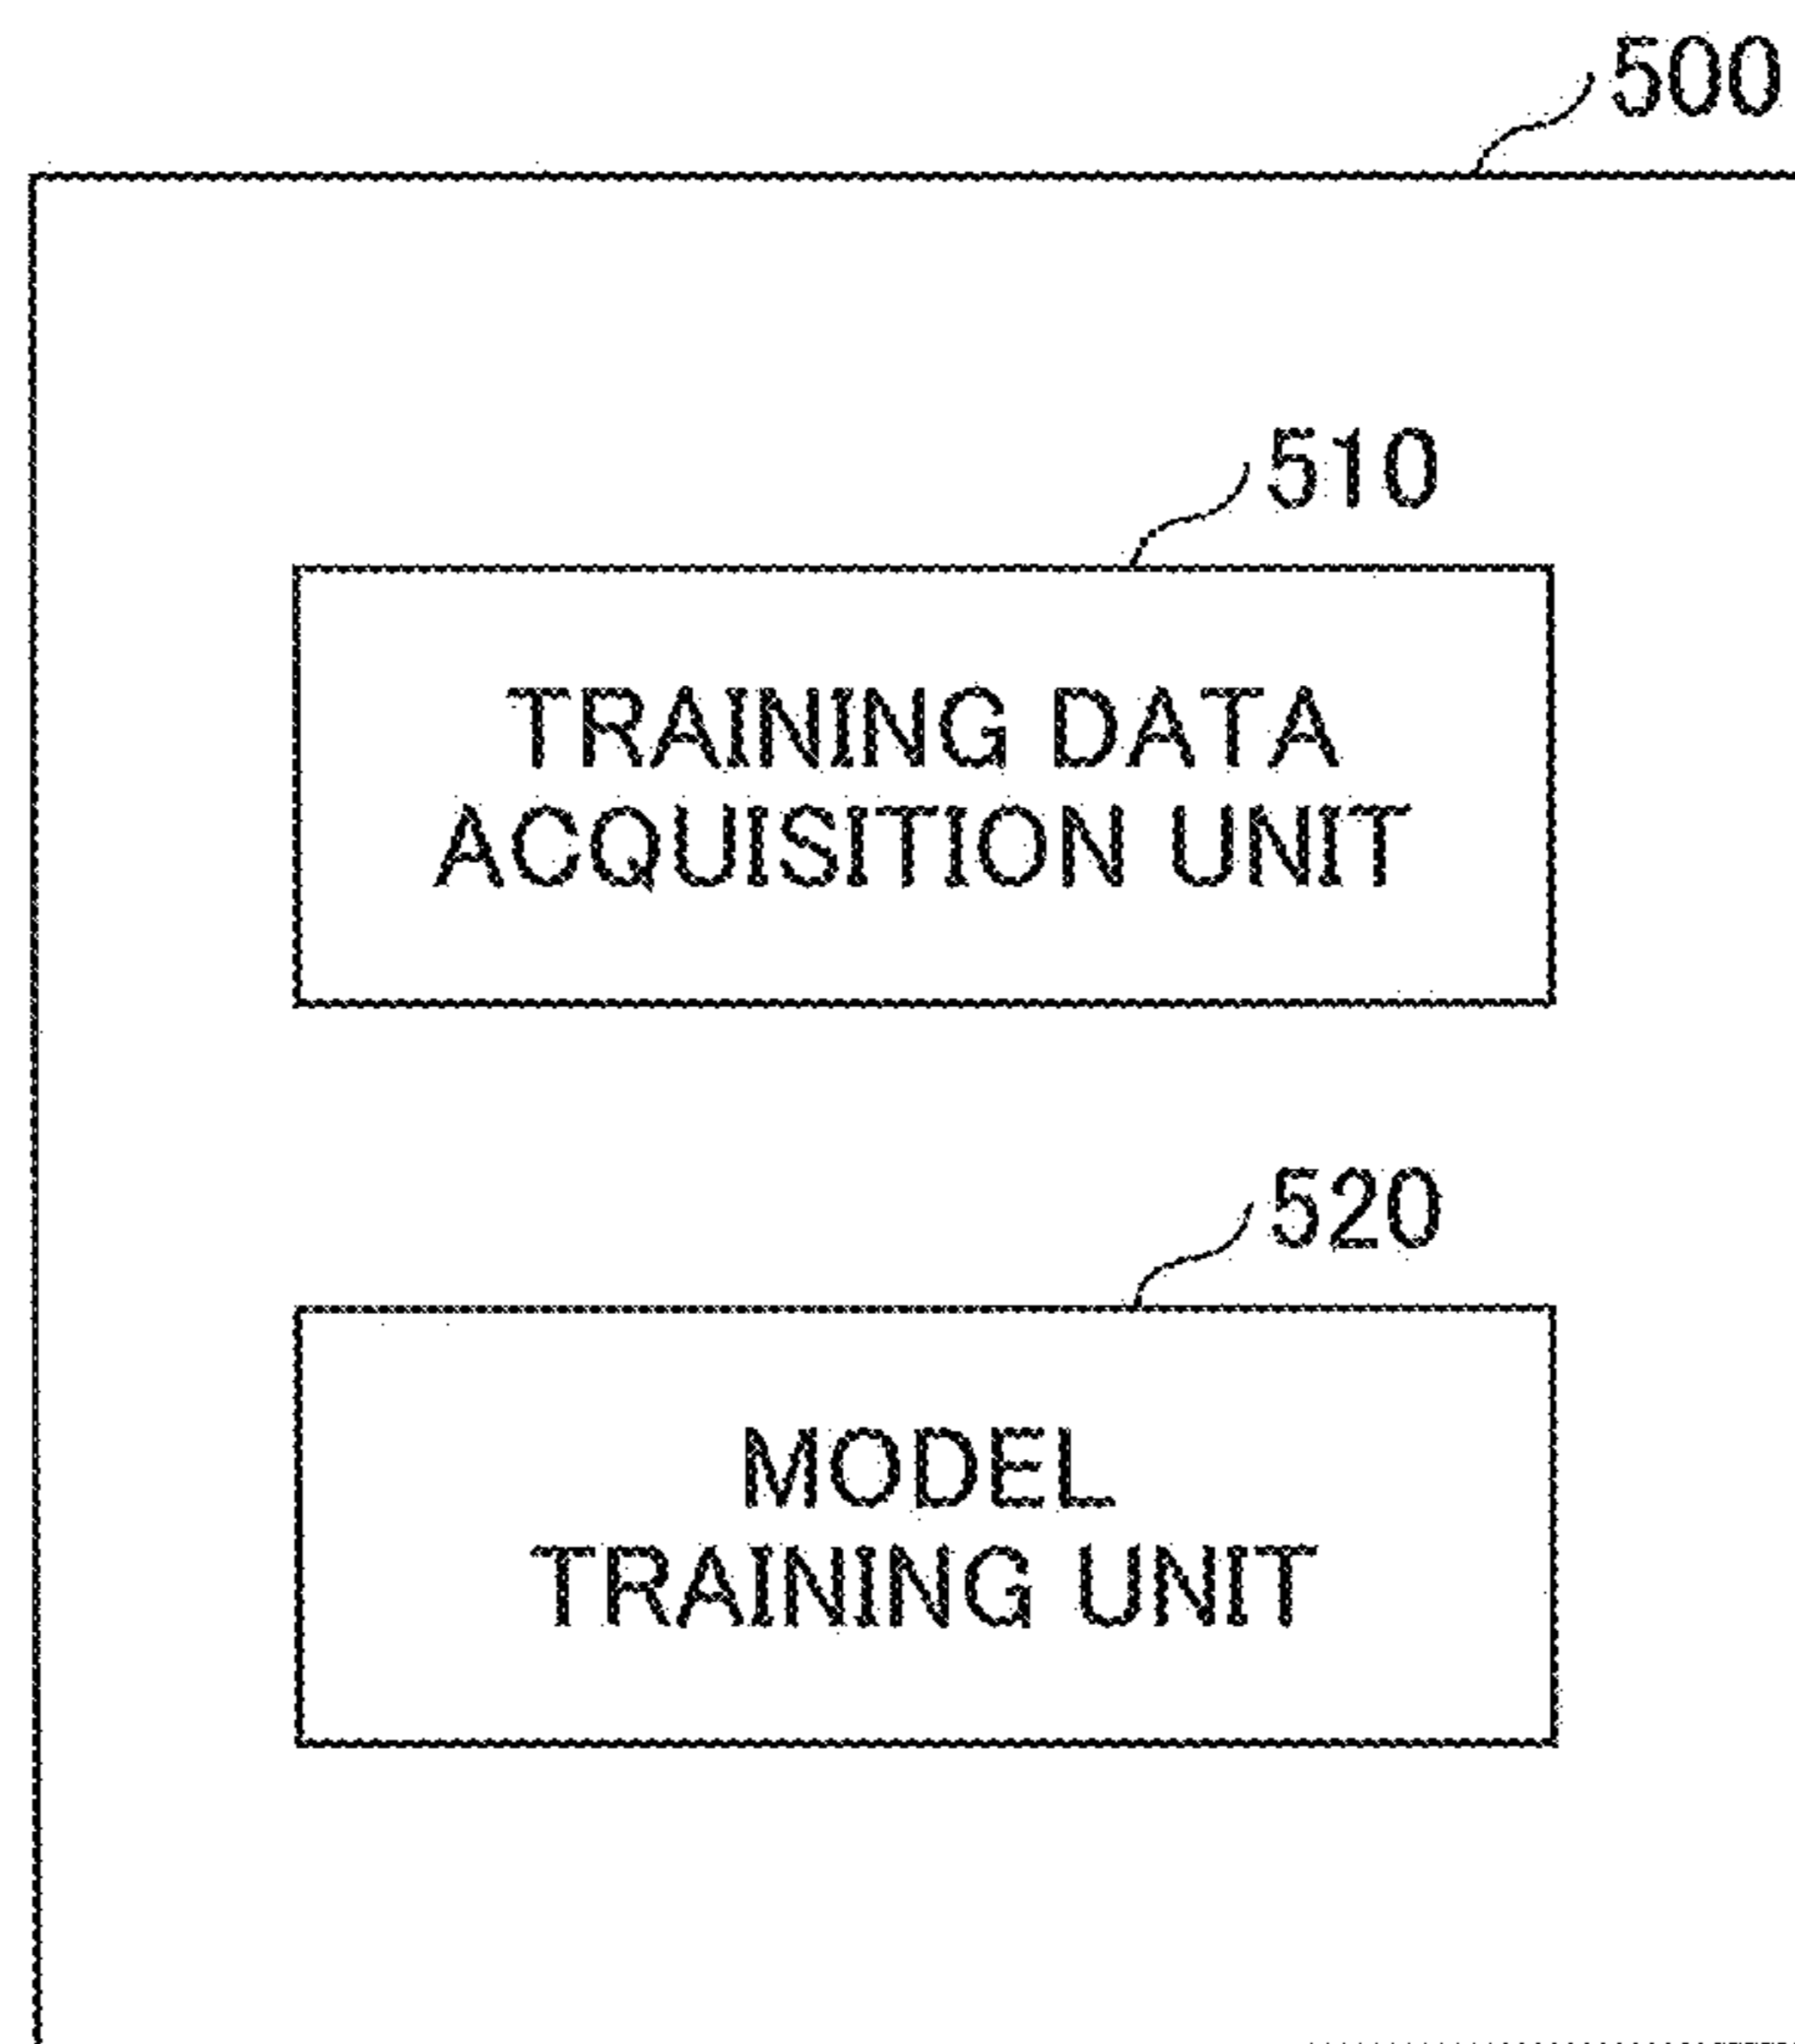 500
510
TRAINING DATA
ACQUISITION UNIT
520
MODEL
TRAINING UNIT